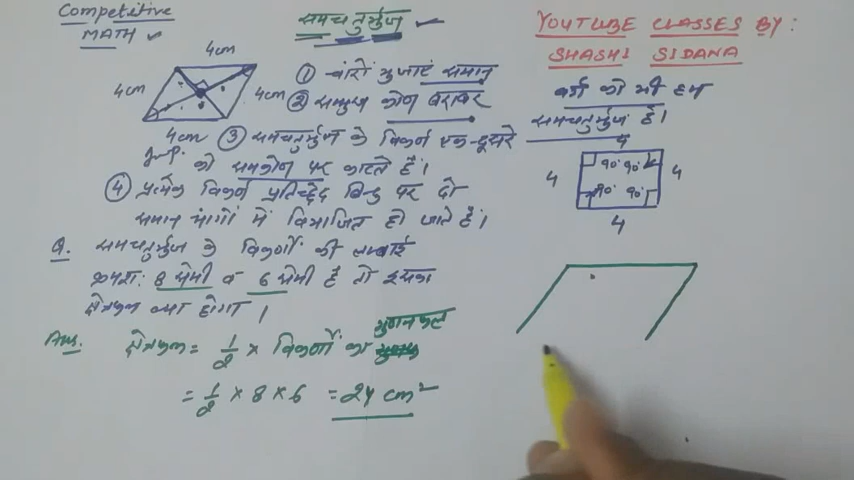 Competitive
MATH
समचतुर्भुज
YOUTUBE CLASSES BY:
SHASHI SIDANA
4cm
4cm
4cm
4cm
① चारों भुजाएं समान
② सम्मुख कोण बराबर
③ समचतुर्भुज के विकर्ण एक-दूसरे
को समकोण पर काटते हैं।
④ प्रत्येक विकर्ण प्रतिच्छेद बिन्दु पर दो
समान भागों में विभाजित हो जाते हैं।
वर्ग को भी हम
समचतुर्भुज हैं।
4
4
4
4
90° 90°
90° 90°
Q. समचतुर्भुज के विकर्णों की लम्बाई
क्रमश: 8 सेमी व 6 सेमी हैं तो इसका
क्षेत्रफल क्या होगा।
Ans. क्षेत्रफल = 1/2 × विकर्णों का गुणनफल
= 1/2 × 8 × 6 = 24 cm²